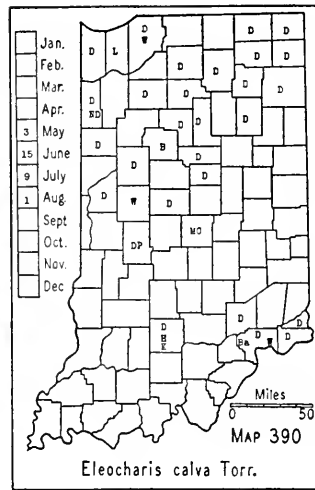 Jan.
Feb.
Mar.
Apr.
3 May
15 June
9 July
1 Aug.
Sept
Oct.
Nov.
Dec
D L D W D D
D D D
D ND D D D D D
D D
D B D
D D
D W
DP MO
D H K
D D D D
Ba W
Miles
0 50
MAP 390
Eleocharis calva Torr.